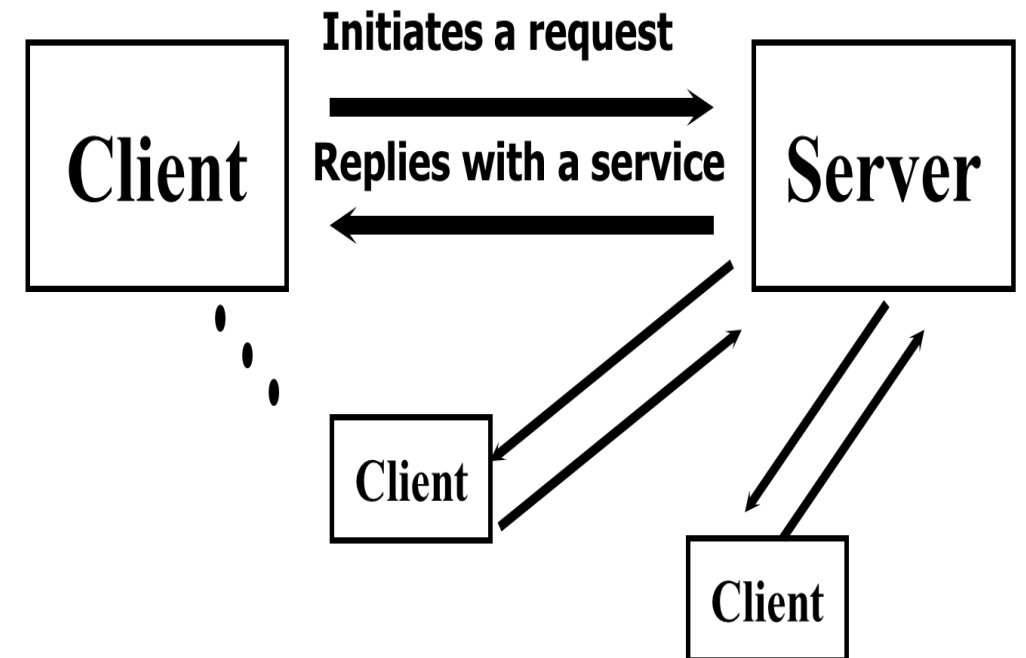 Initiates a request
Client
Replies with a service
Server
Client
Client